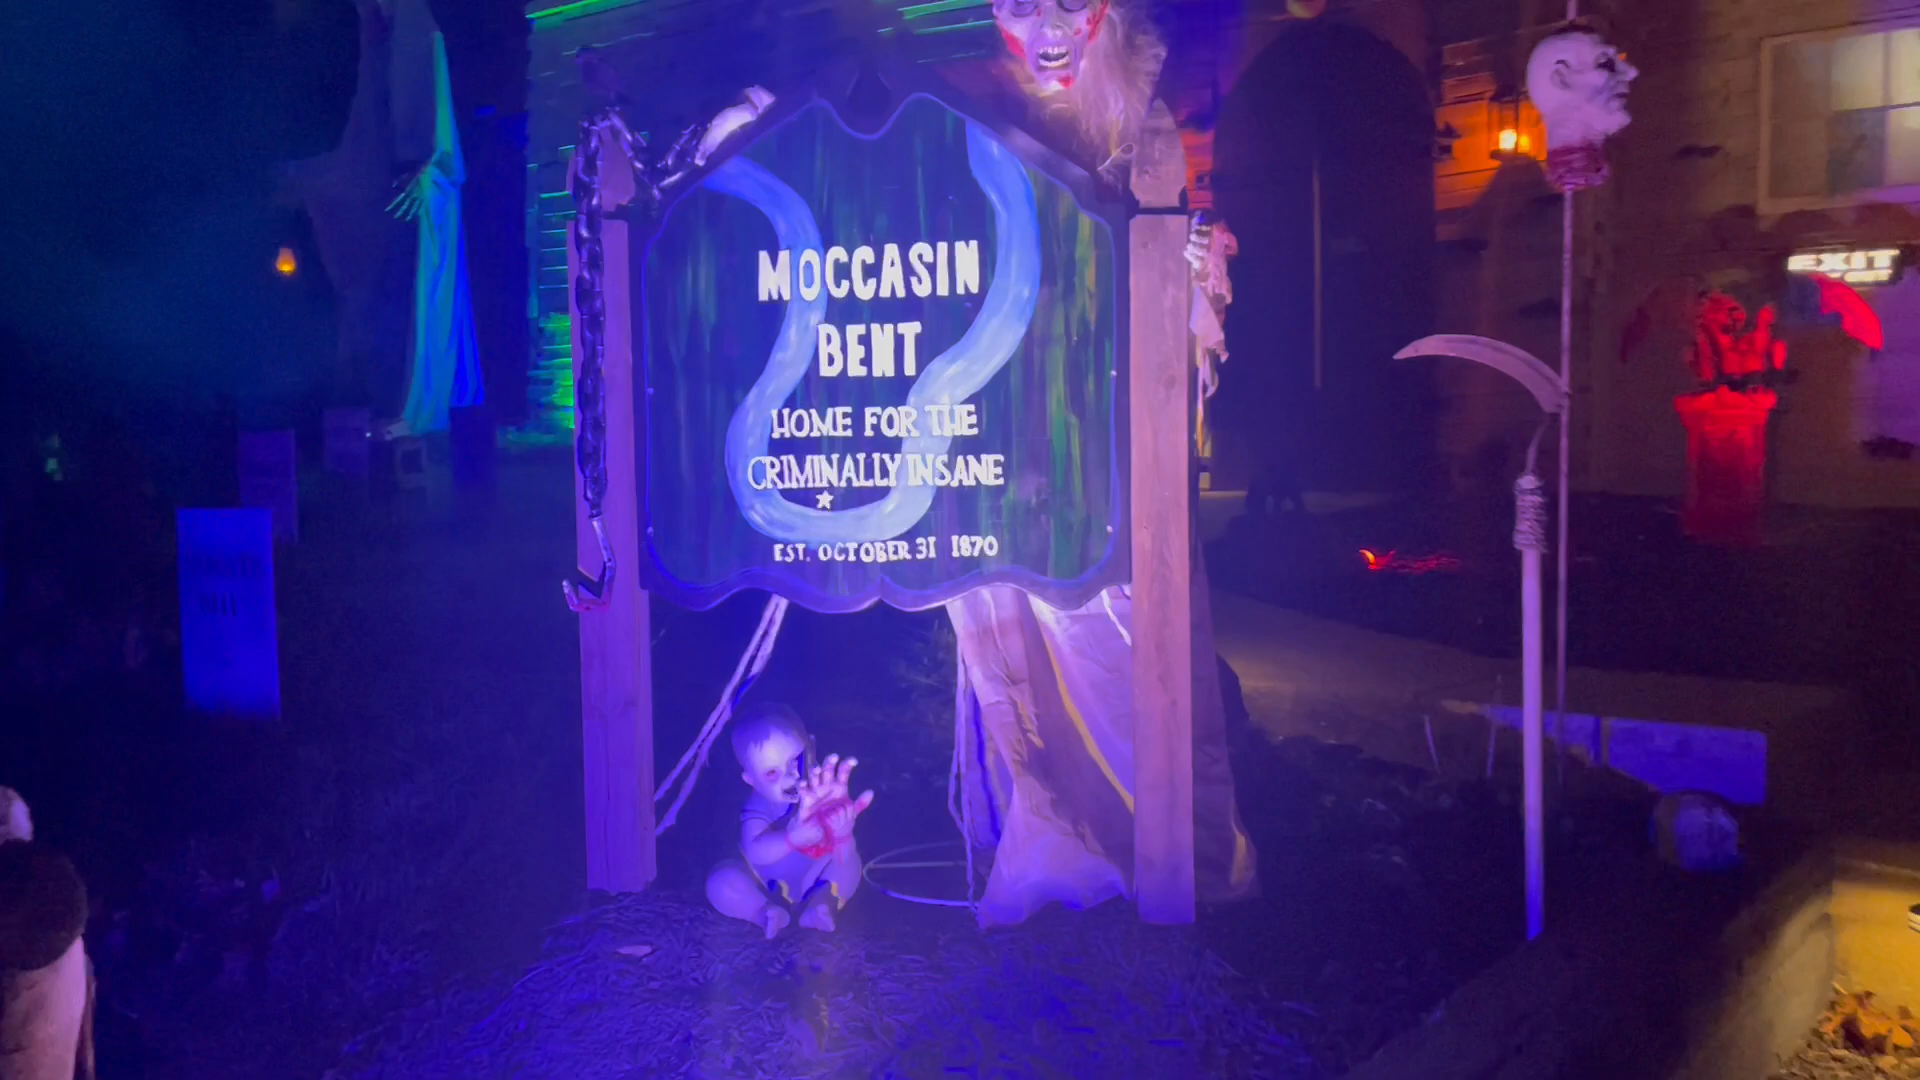 MOCCASIN
BENT
HOME FOR THE
CRIMINALLY INSANE
EST. OCTOBER 31 1870
EXIT